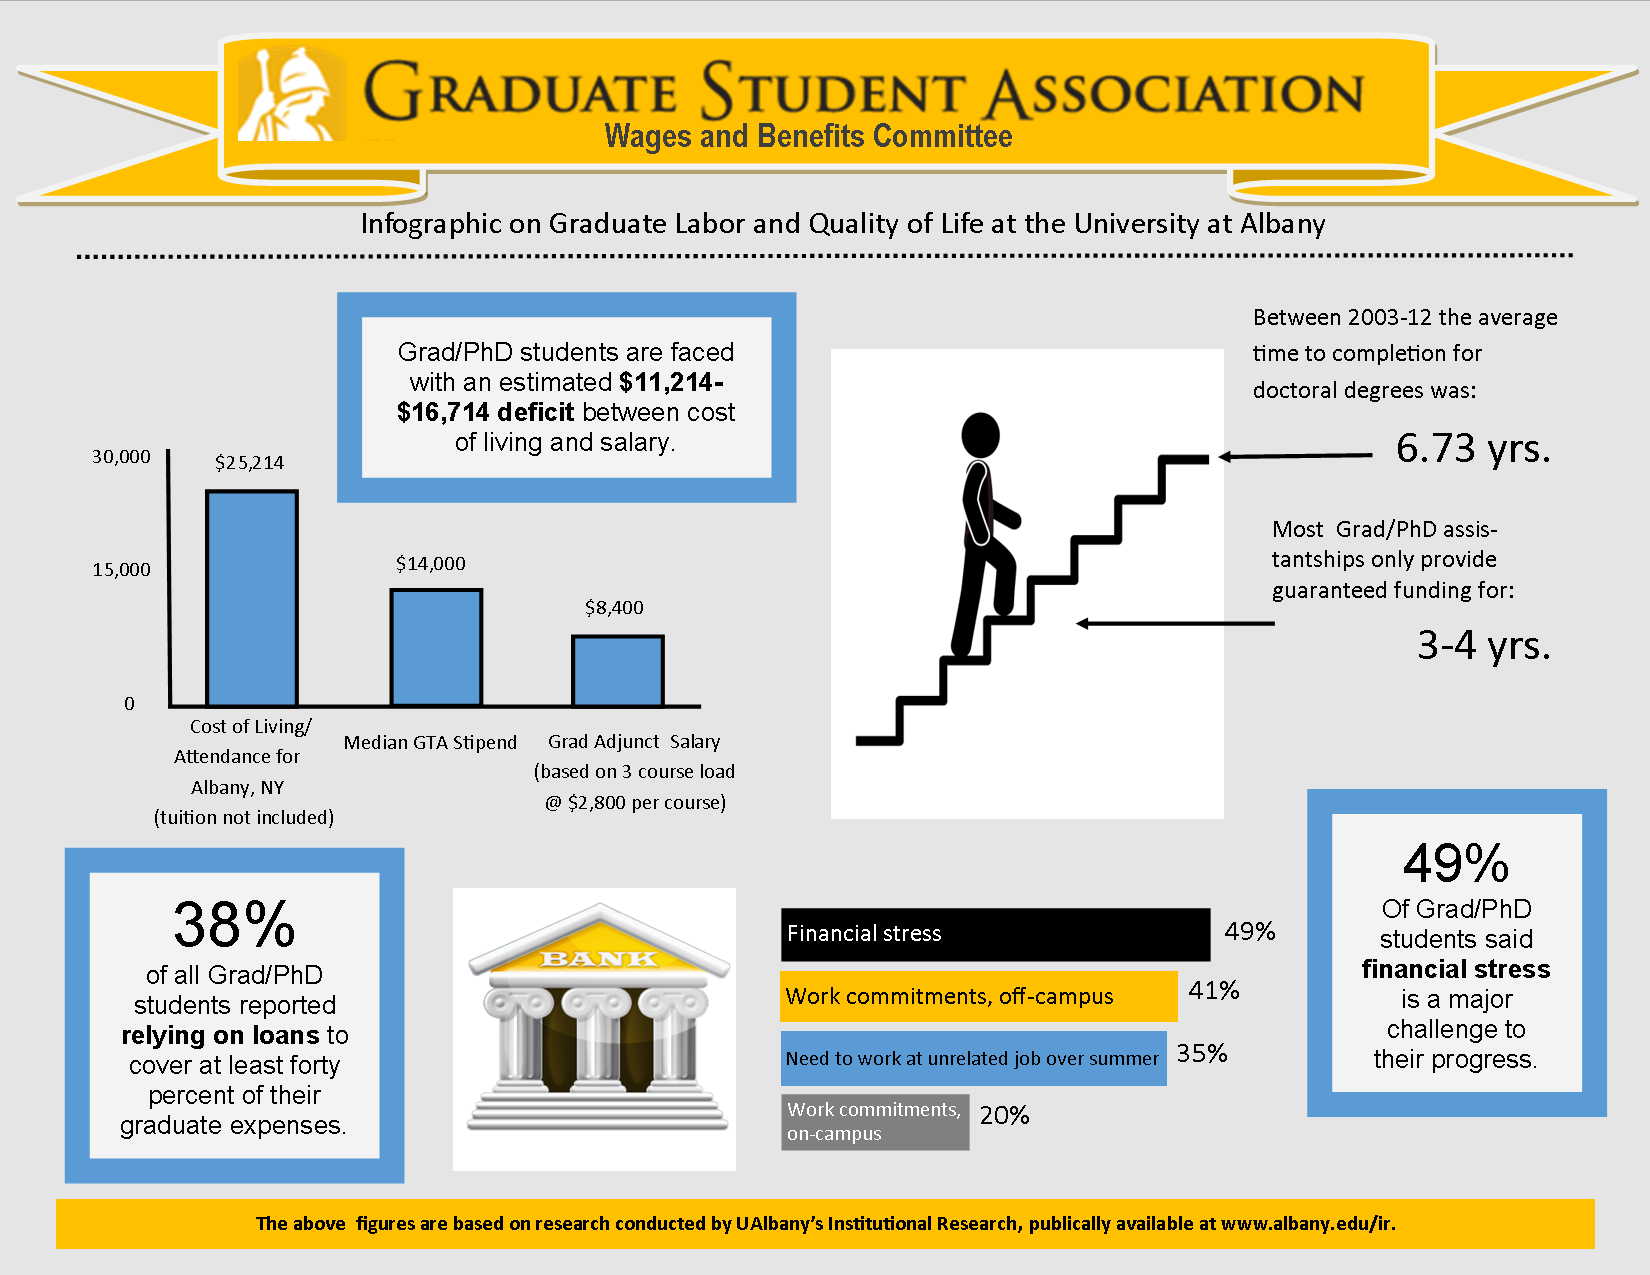 GRADUATE STUDENT ASSOCIATION
Wages and Benefits Committee
Infographic on Graduate Labor and Quality of Life at the University at Albany
Grad/PhD students are faced
with an estimated $11,214-
$16,714 deficit between cost
of living and salary.
30,000
15,000
0
$25,214
$14,000
$8,400
Cost of Living/
Attendance for
Albany, NY
(tuition not included)
Median GTA Stipend
Grad Adjunct  Salary
(based on 3 course load
@ $2,800 per course)
Between 2003-12 the average
time to completion for
doctoral degrees was:
6.73 yrs.
Most  Grad/PhD assis-
tantships only provide
guaranteed funding for:
3-4 yrs.
38%
of all Grad/PhD
students reported
relying on loans to
cover at least forty
percent of their
graduate expenses.
BANK
Financial stress 49%
Work commitments, off-campus 41%
Need to work at unrelated job over summer 35%
Work commitments,
on-campus
20%
49%
Of Grad/PhD
students said
financial stress
is a major
challenge to
their progress.
The above  figures are based on research conducted by UAlbany's Institutional Research, publically available at www.albany.edu/ir.